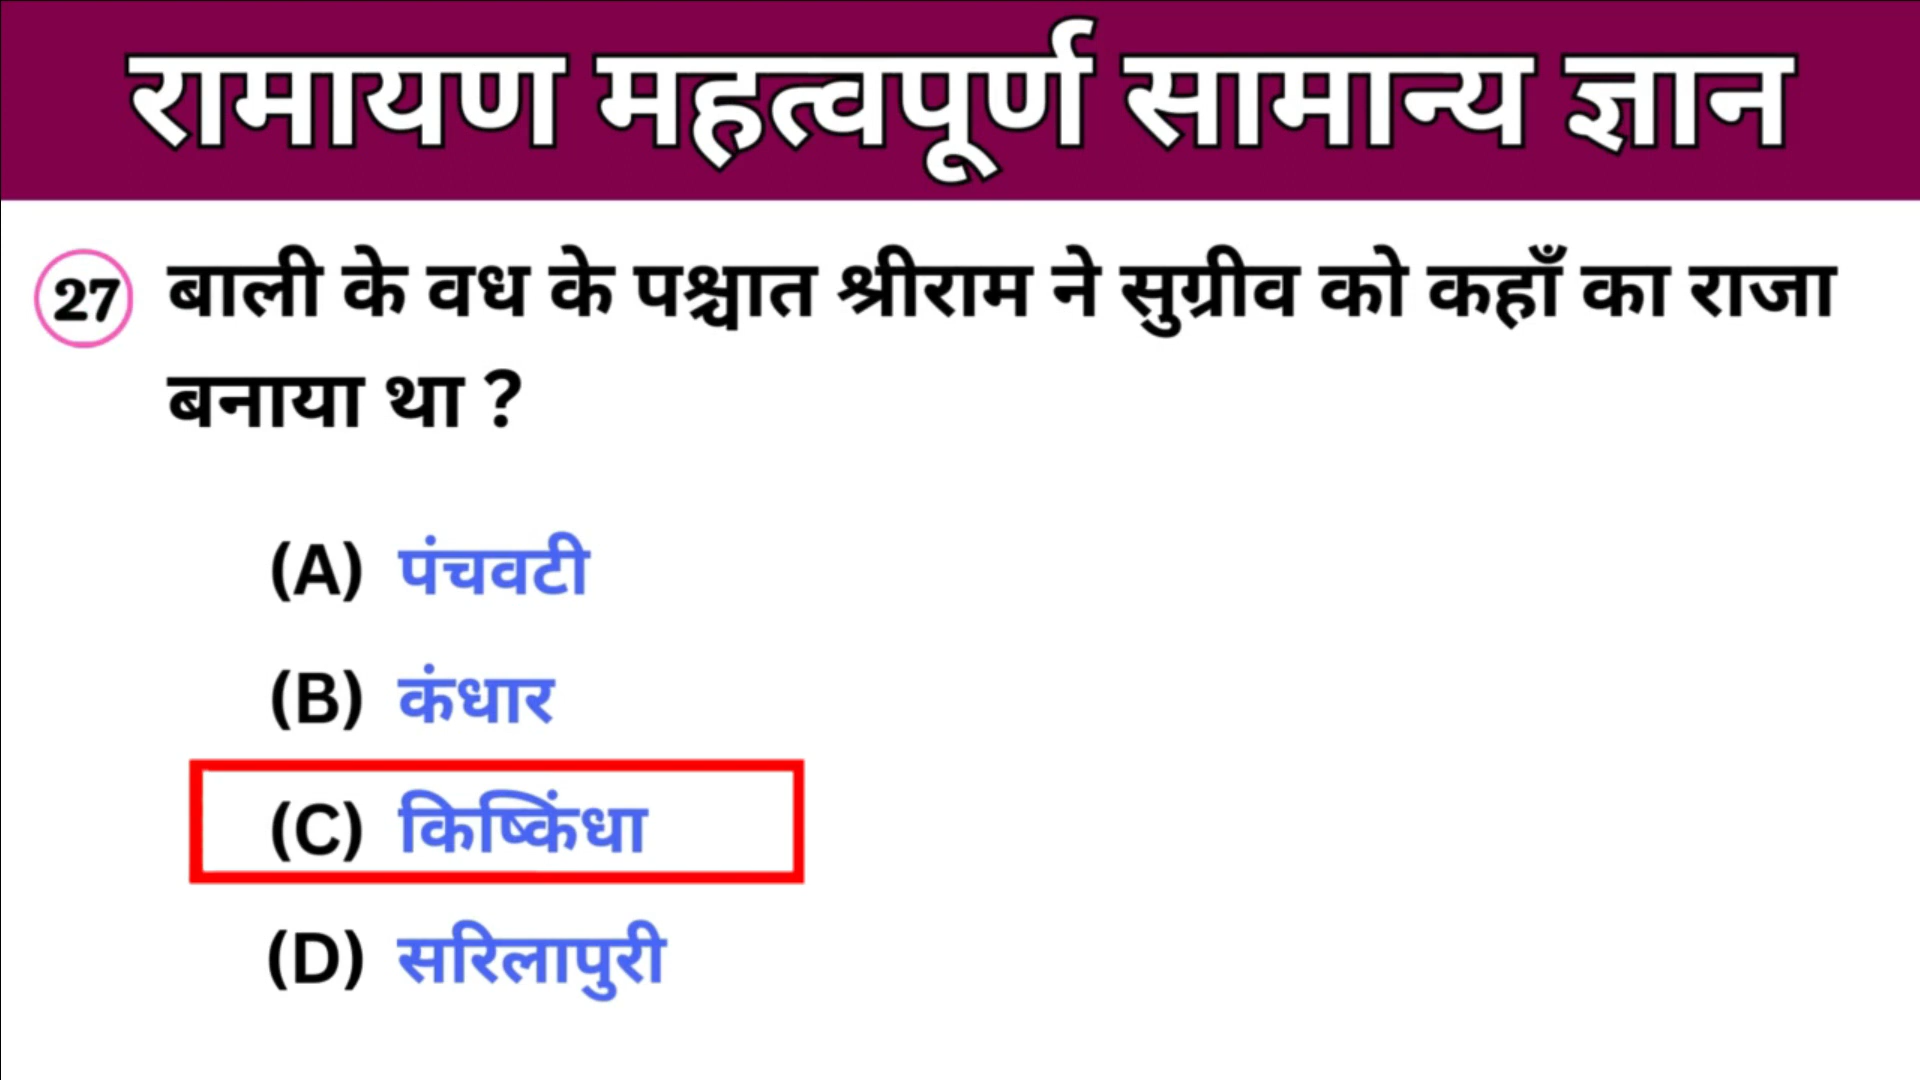 रामायण महत्वपूर्ण सामान्य ज्ञान
27 बाली के वध के पश्चात श्रीराम ने सुग्रीव को कहाँ का राजा
बनाया था ?
(A) पंचवटी
(B) कंधार
(C) किष्किंधा
(D) सरिलापुरी